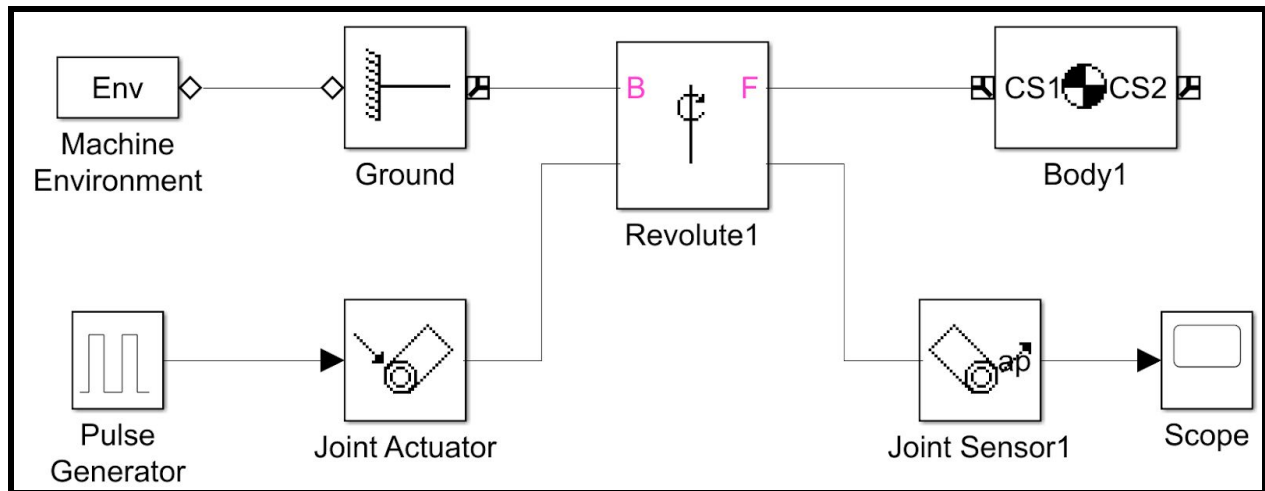 Env
Machine
Environment
Ground
B
F
Revolute1
CS1
CS2
Body1
Pulse
Generator
Joint Actuator
ap
Joint Sensor1
Scope